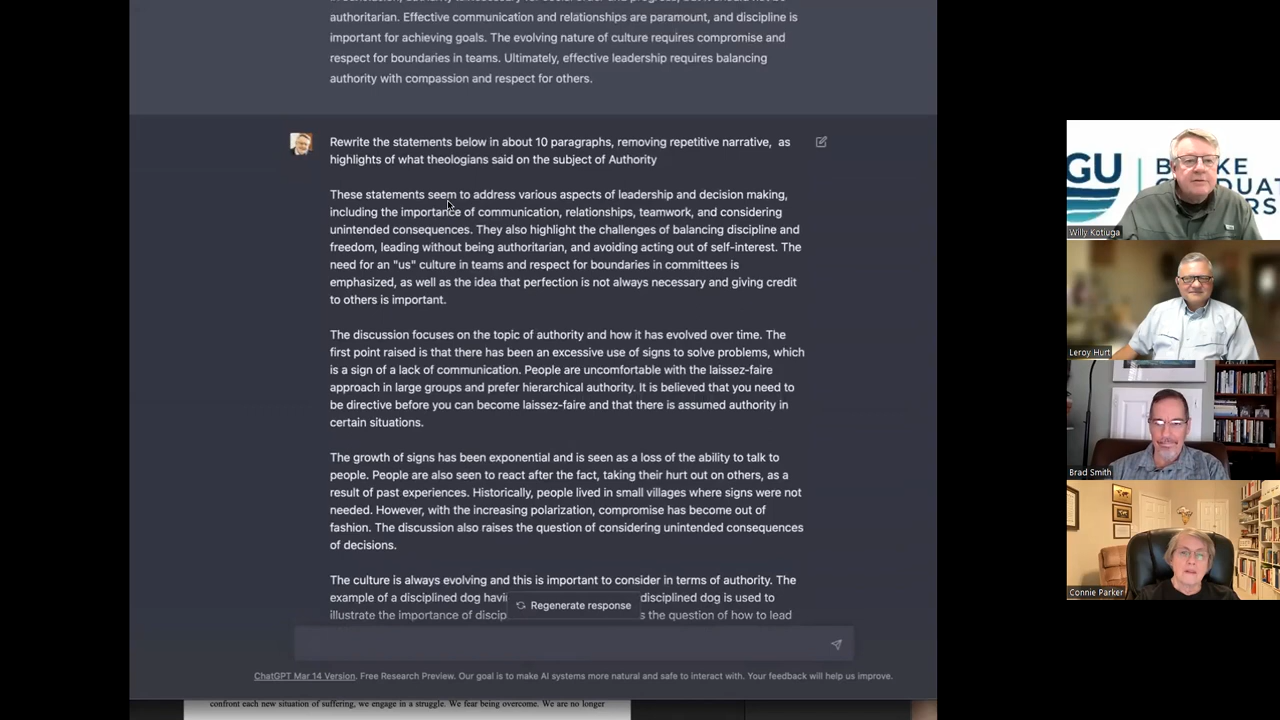 authoritarian. Effective communication and relationships are paramount, and discipline is
important for achieving goals. The evolving nature of culture requires compromise and
respect for boundaries in teams. Ultimately, effective leadership requires balancing
authority with compassion and respect for others.
Rewrite the statements below in about 10 paragraphs, removing repetitive narrative, as
highlights of what theologians said on the subject of Authority
These statements seem to address various aspects of leadership and decision making,
including the importance of communication, relationships, teamwork, and considering
unintended consequences. They also highlight the challenges of balancing discipline and
freedom, leading without being authoritarian, and avoiding acting out of self-interest. The
need for an "us" culture in teams and respect for boundaries in committees is
emphasized, as well as the idea that perfection is not always necessary and giving credit
to others is important.
The discussion focuses on the topic of authority and how it has evolved over time. The
first point raised is that there has been an excessive use of signs to solve problems, which
is a sign of a lack of communication. People are uncomfortable with the laissez-faire
approach in large groups and prefer hierarchical authority. It is believed that you need to
be directive before you can become laissez-faire and that there is assumed authority in
certain situations.
The growth of signs has been exponential and is seen as a loss of the ability to talk to
people. People are also seen to react after the fact, taking their hurt out on others, as a
result of past experiences. Historically, people lived in small villages where signs were not
needed. However, with the increasing polarization, compromise has become out of
fashion. The discussion also raises the question of considering unintended consequences
of decisions.
The culture is always evolving and this is important to consider in terms of authority. The
example of a disciplined dog havi disciplined dog is used to
illustrate the importance of discip s the question of how to lead
Regenerate response
ChatGPT Mar 14 Version. Free Research Preview. Our goal is to make AI systems more natural and safe to interact with. Your feedback will help us improve.
confront each new situation of suffering, we engage in a struggle. We fear being overcome. We are no longer
GU
Willy Kotiuga
Leroy Hurt
Brad Smith
Connie Parker